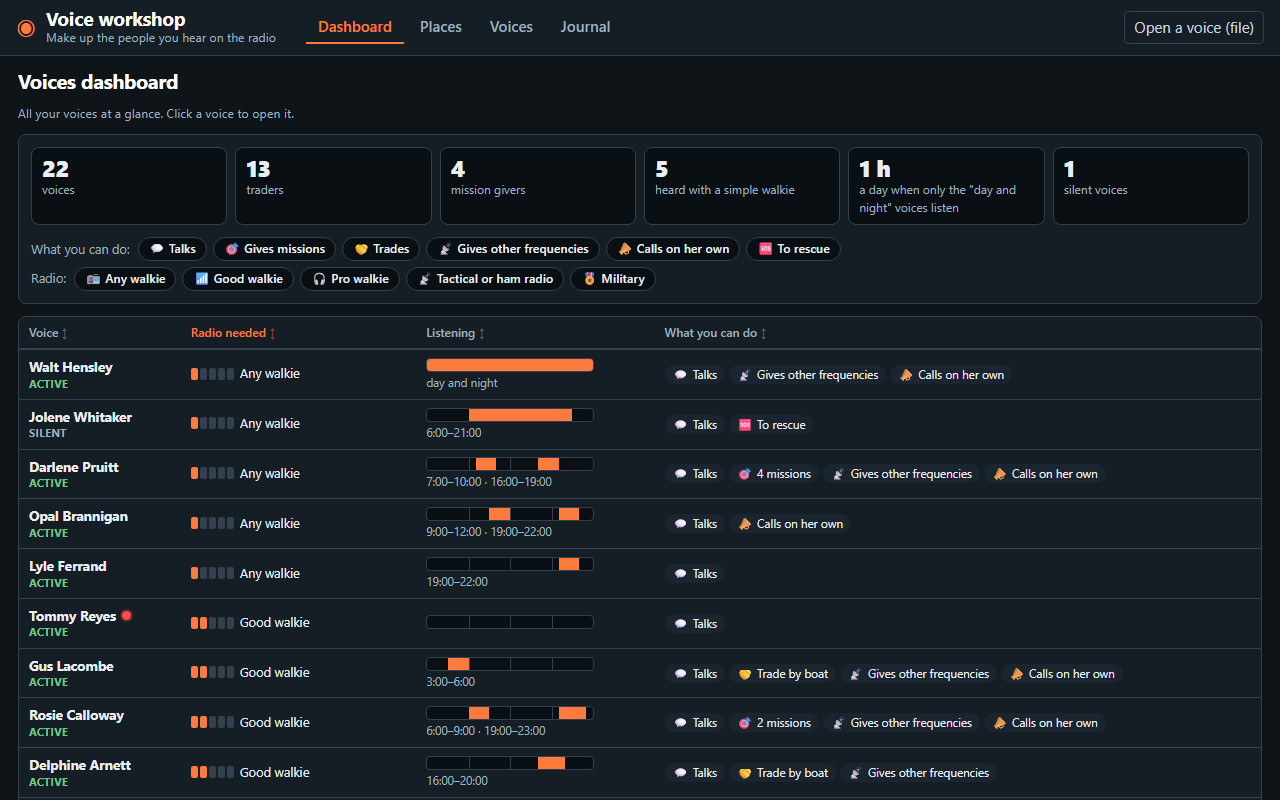 Voice workshop
Make up the people you hear on the radio
Dashboard
Places
Voices
Journal
Open a voice (file)
Voices dashboard
All your voices at a glance. Click a voice to open it.
22
voices
13
traders
4
mission givers
5
heard with a simple walkie
1 h
a day when only the "day and
night" voices listen
1
silent voices
What you can do:
Talks
Gives missions
Trades
Gives other frequencies
Calls on her own
SOS To rescue
Radio:
Any walkie
Good walkie
Pro walkie
Tactical or ham radio
Military
Voice
Radio needed
Listening
What you can do
Walt Hensley
ACTIVE
Any walkie
day and night
Talks
Gives other frequencies
Calls on her own
Jolene Whitaker
SILENT
Any walkie
6:00–21:00
Talks
SOS To rescue
Darlene Pruitt
ACTIVE
Any walkie
7:00–10:00 · 16:00–19:00
Talks
4 missions
Gives other frequencies
Calls on her own
Opal Brannigan
ACTIVE
Any walkie
9:00–12:00 · 19:00–22:00
Talks
Calls on her own
Lyle Ferrand
ACTIVE
Any walkie
19:00–22:00
Talks
Tommy Reyes
ACTIVE
Good walkie
Talks
Gus Lacombe
ACTIVE
Good walkie
3:00–6:00
Talks
Trade by boat
Gives other frequencies
Calls on her own
Rosie Calloway
ACTIVE
Good walkie
6:00–9:00 · 19:00–23:00
Talks
2 missions
Gives other frequencies
Calls on her own
Delphine Arnett
ACTIVE
Good walkie
16:00–20:00
Talks
Trade by boat
Gives other frequencies